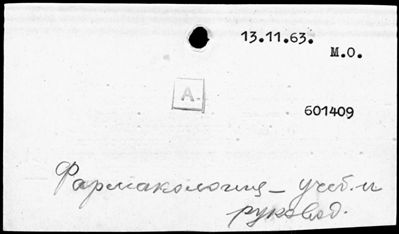 13.11.63.
М.О.
А.
601409
Фармакология – учеб. и
руковод.